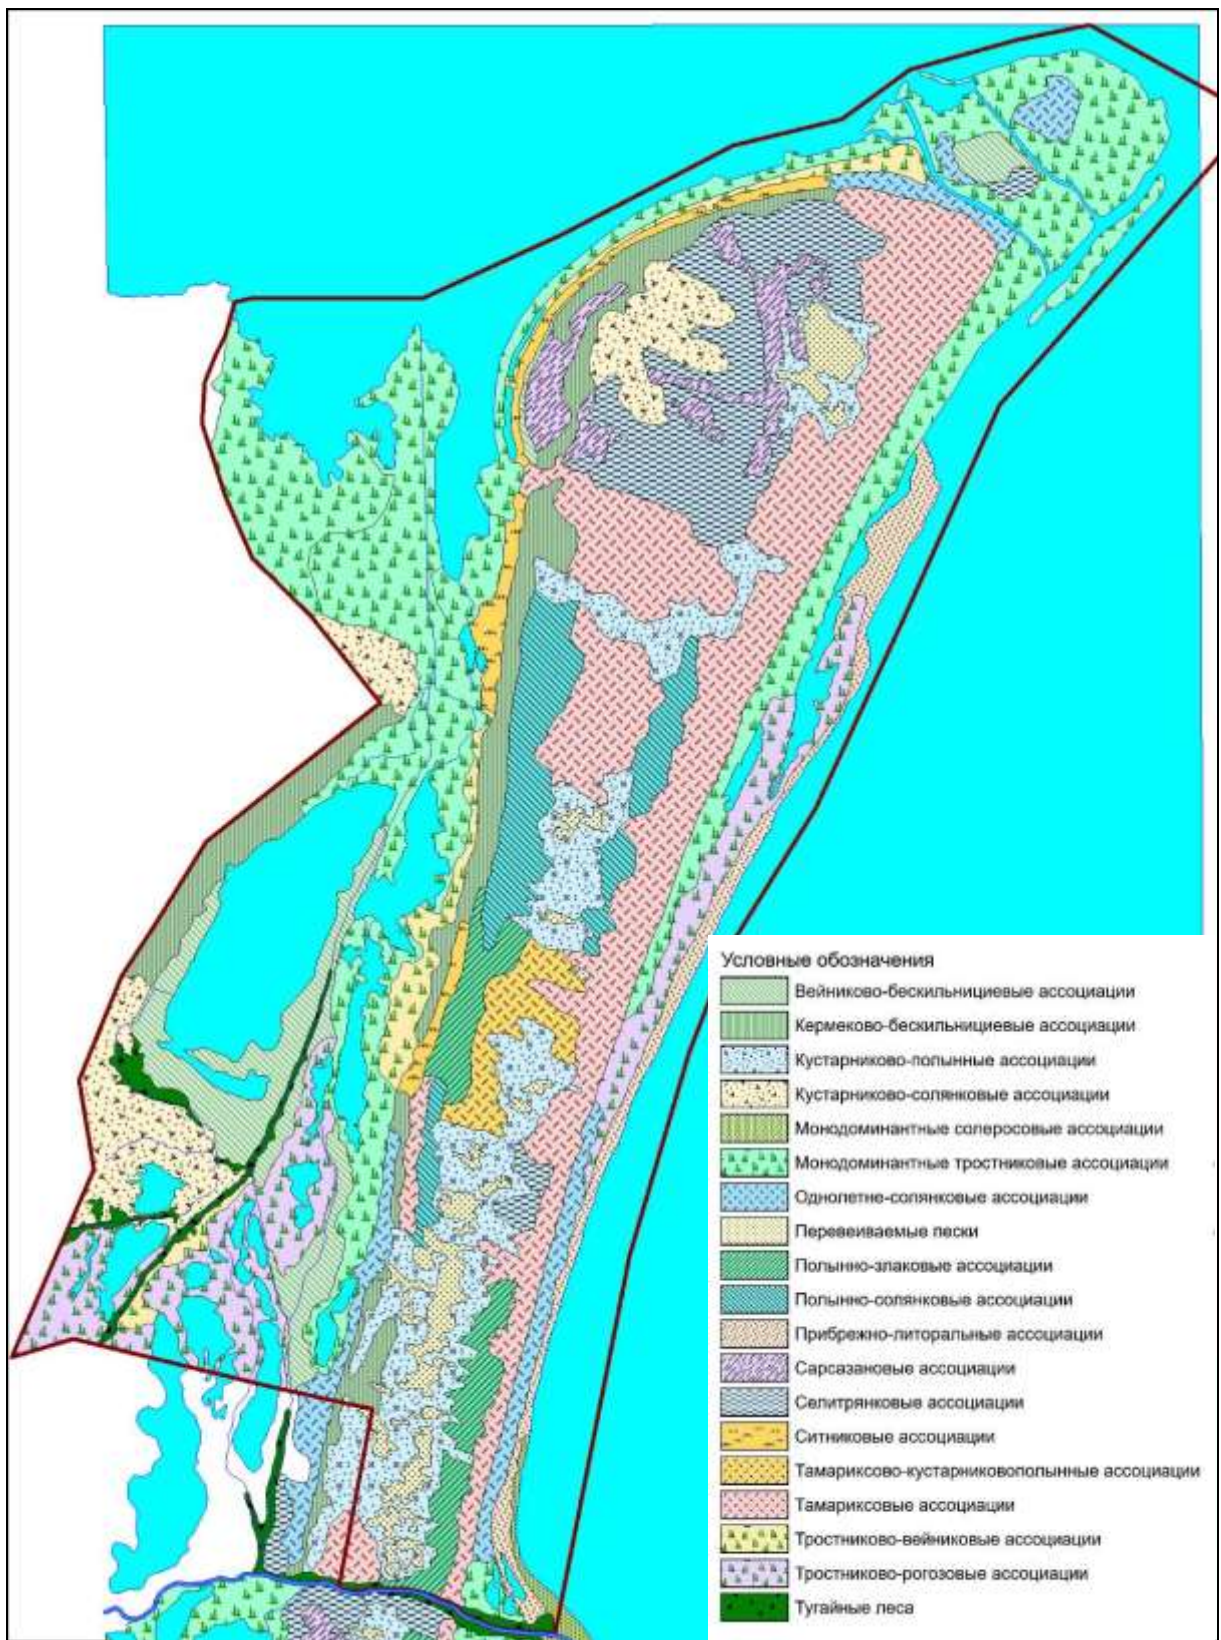 Условные обозначения
Вейниково-бескильнициевые ассоциации
Кермеково-бескильнициевые ассоциации
Кустарниково-полынные ассоциации
Кустарниково-солянковые ассоциации
Монодоминантные солеросовые ассоциации
Монодоминантные тростниковые ассоциации
Однолетне-солянковые ассоциации
Перевеиваемые пески
Полынно-злаковые ассоциации
Полынно-солянковые ассоциации
Прибрежно-литоральные ассоциации
Сарсазановые ассоциации
Селитрянковые ассоциации
Ситниковые ассоциации
Тамариксово-кустарниковополынные ассоциации
Тамариксовые ассоциации
Тростниково-вейниковые ассоциации
Тростниково-рогозовые ассоциации
Тугайные леса